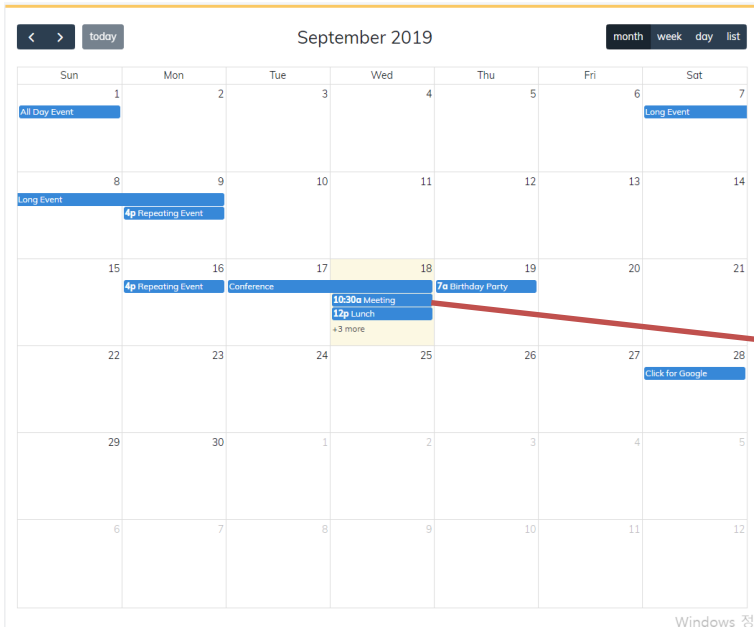 today
September 2019
month week day list
Sun Mon Tue Wed Thu Fri Sat
1 2 3 4 5 6 7
All Day Event
Long Event
8 9 10 11 12 13 14
Long Event
4p Repeating Event
15 16 17 18 19 20 21
4p Repeating Event
Conference
7a Birthday Party
10:30a Meeting
12p Lunch
+3 more
22 23 24 25 26 27 28
Click for Google
29 30 1 2 3 4 5
6 7 8 9 10 11 12
Windows 정